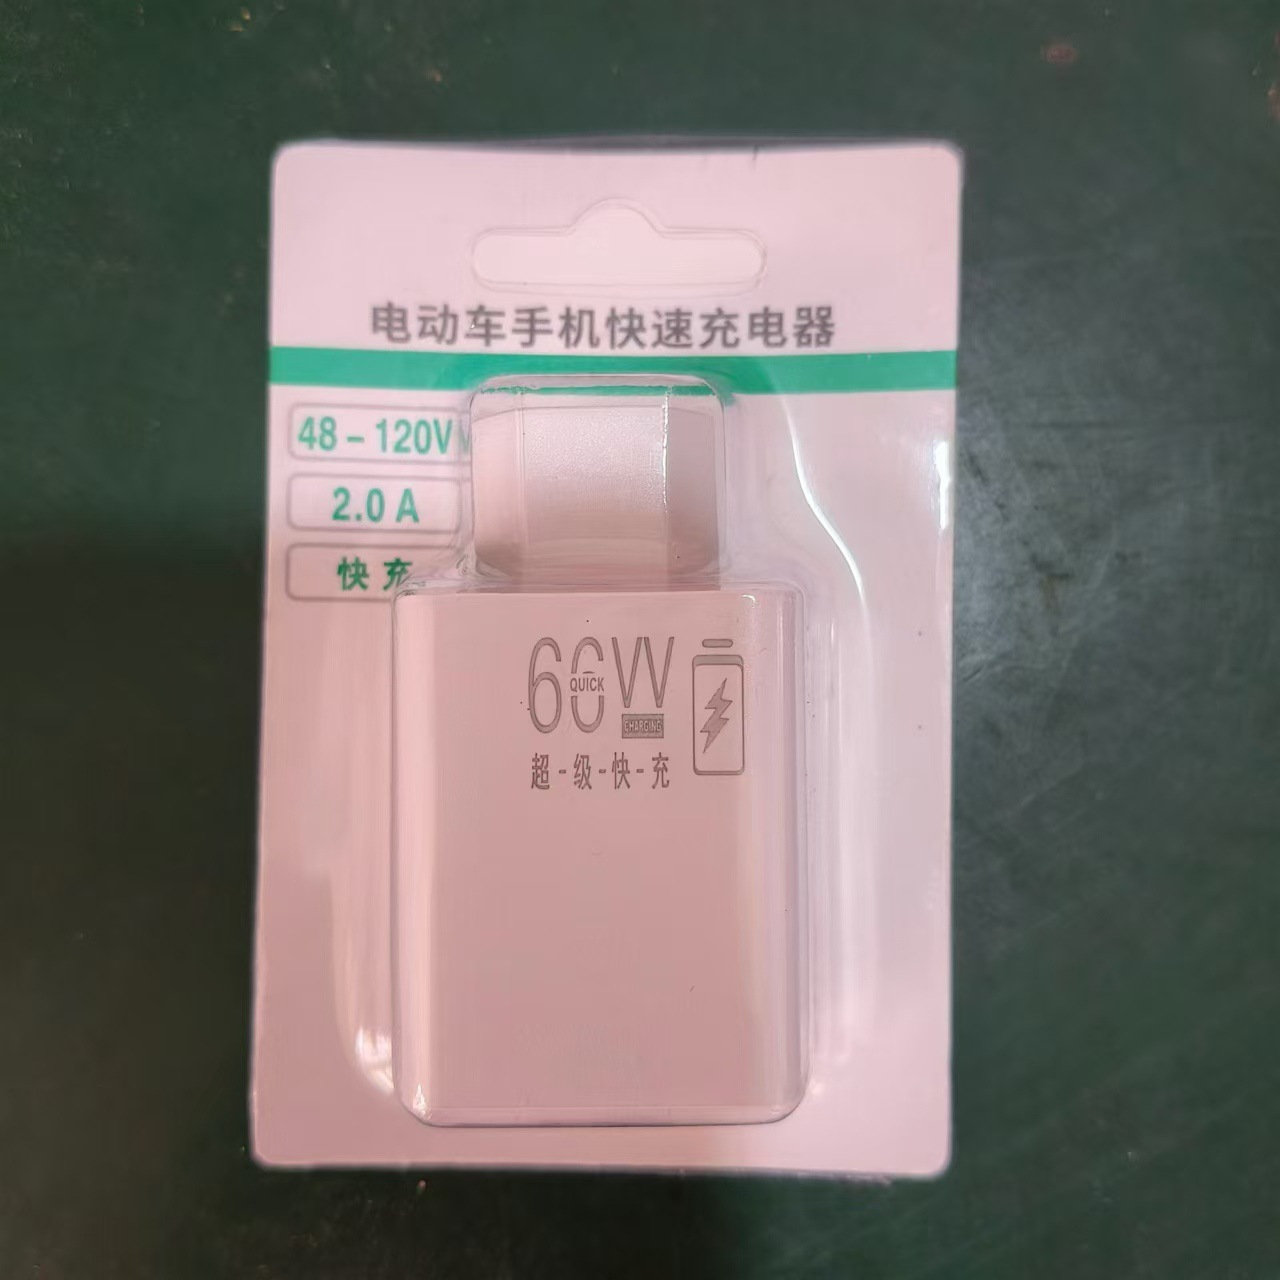 电动车手机快速充电器
48-120V
2.0A
快充
60W
QUICK
CHARGING
超-级-快-充